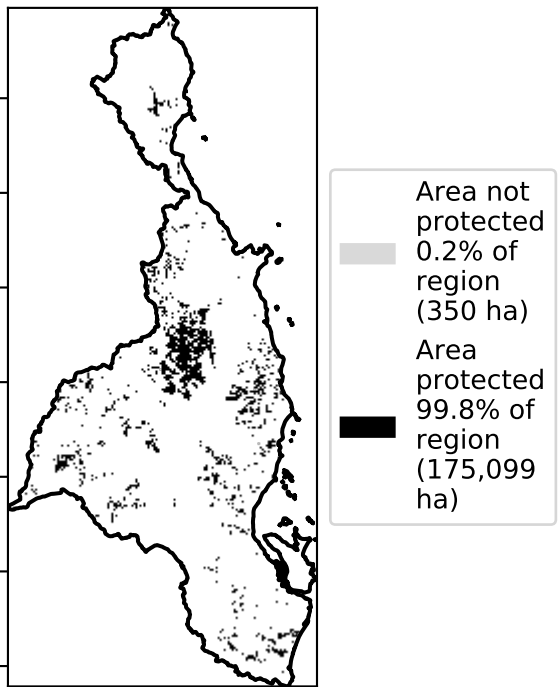 Area not
protected
0.2% of
region
(350 ha)
Area
protected
99.8% of
region
(175,099
ha)